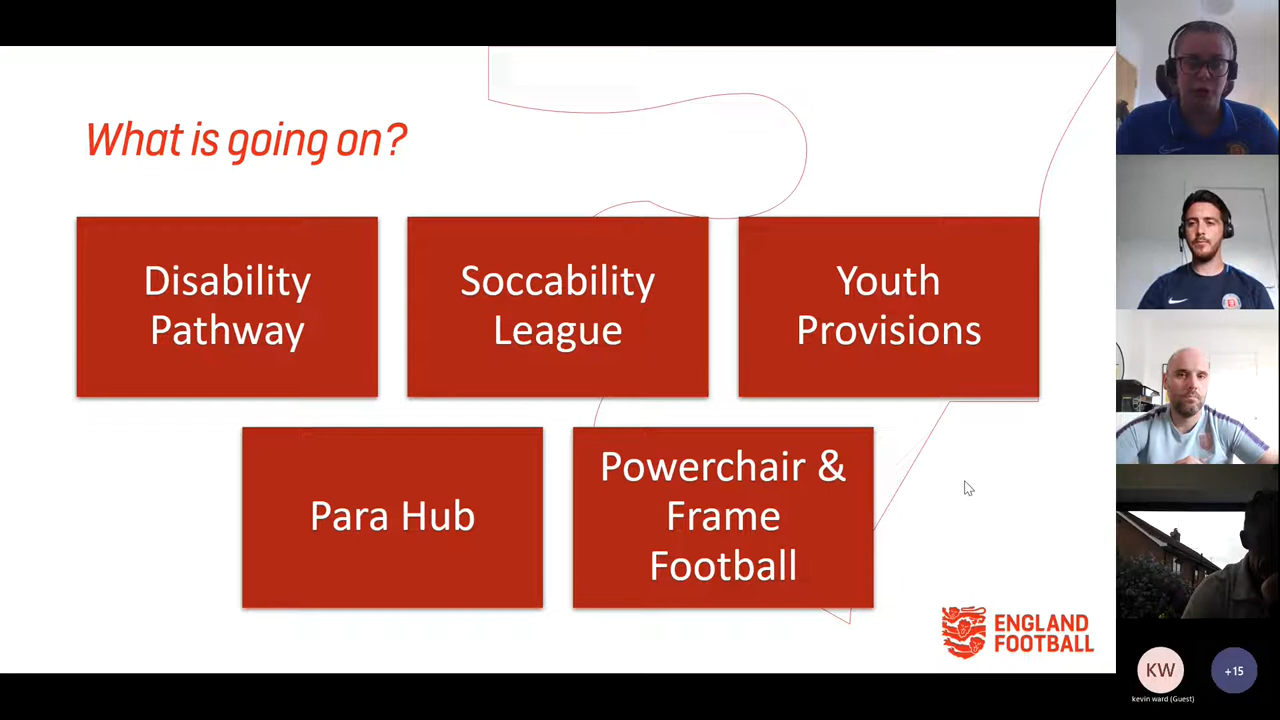 What is going on?
Disability
Pathway
Soccability
League
Youth
Provisions
Para Hub
Powerchair &
Frame
Football
ENGLAND
FOOTBALL
KW
+15
kevin ward (Guest)